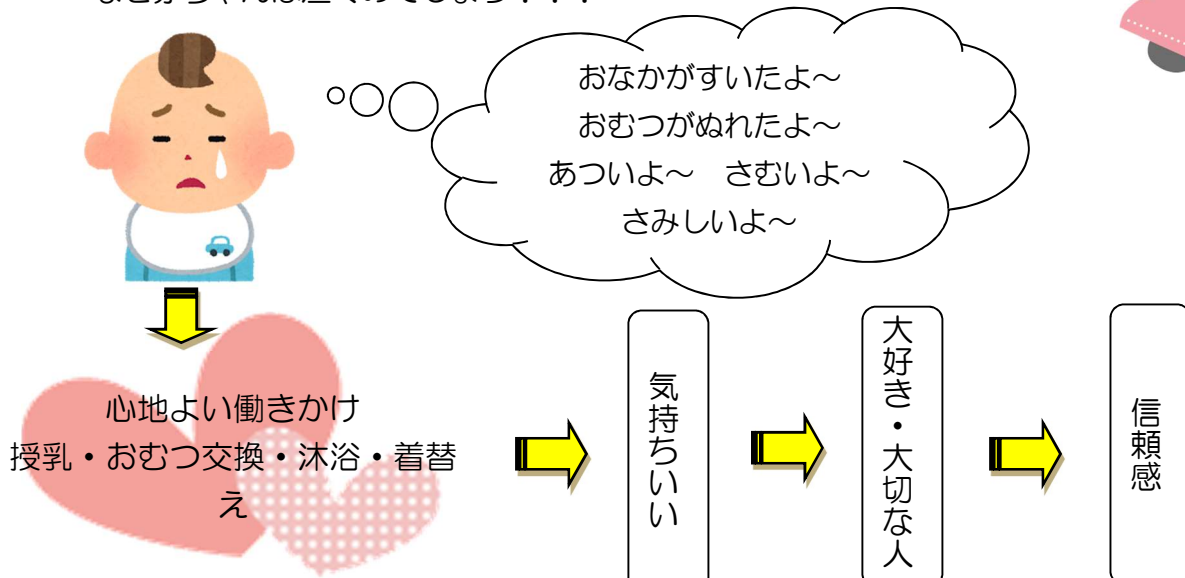 おなかがすいたよ～
おむつがぬれたよ～
あついよ～　さむいよ～
さみしいよ～
心地よい働きかけ
授乳・おむつ交換・沐浴・着替
え
気持ちいい
大好き・大切な人
信頼感